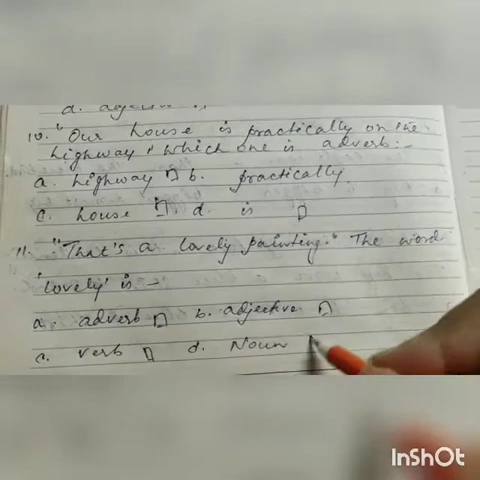 10. "Our house is practically on the
highway" which one is adverb:-
a. highway b. practically
c. house d. is
11. "That's a lovely painting." The word
'lovely' is -
a. adverb b. adjective
c. verb d. Noun
InShOt